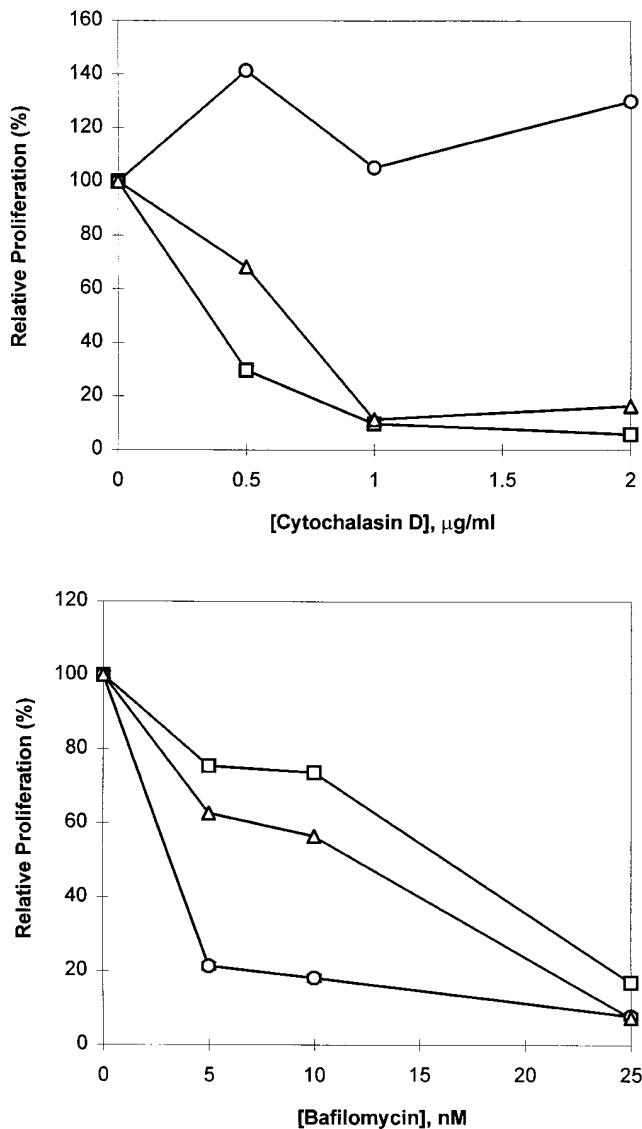 160
140
120
100
80
60
40
20
0
Relative Proliferation (%)
0 0.5 1 1.5 2
[Cytochalasin D], μg/ml
120
100
80
60
40
20
0
Relative Proliferation (%)
0 5 10 15 20 25
[Bafilomycin], nM